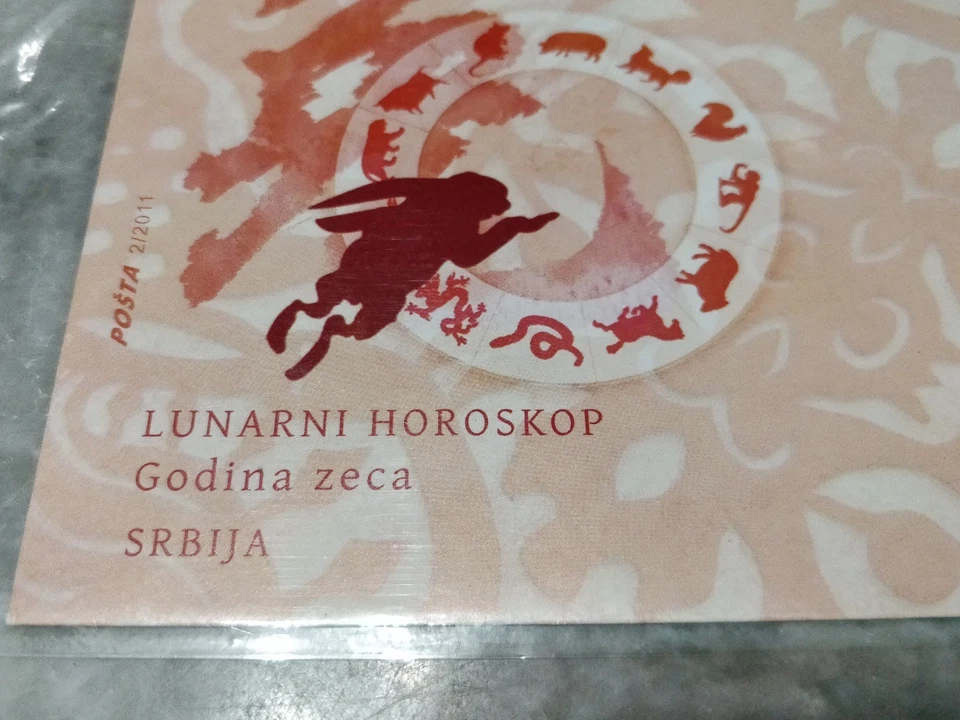 POŠTA 2/2011
LUNARNI HOROSKOP
Godina zeca
SRBIJA